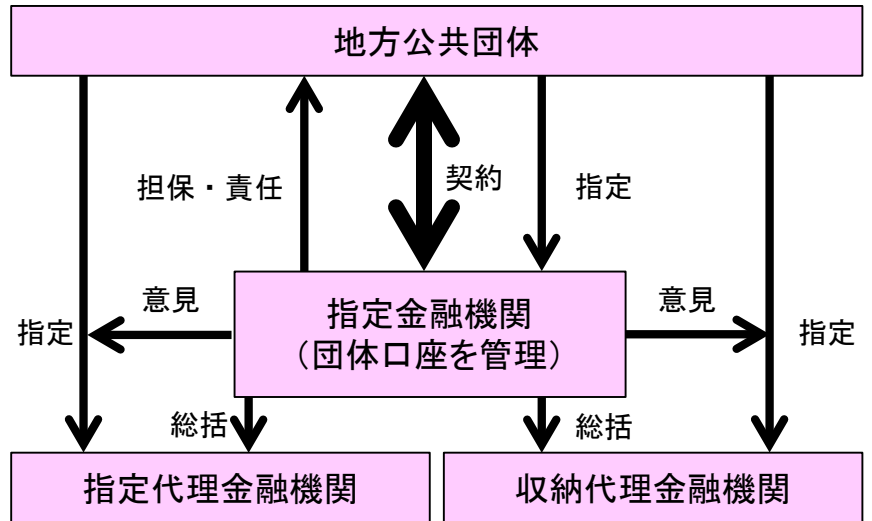 地方公共団体
担保・責任
契約
指定
意見
指定金融機関
（団体口座を管理）
意見
指定
指定
総括
総括
指定代理金融機関
収納代理金融機関